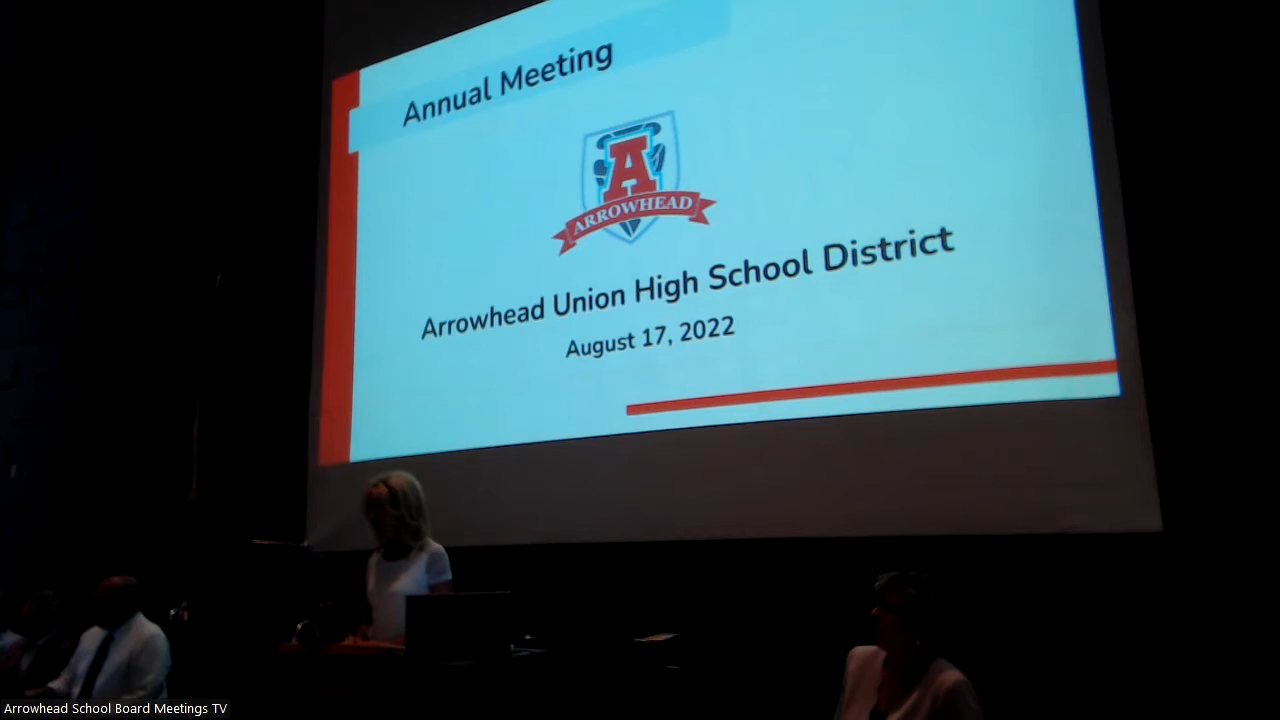 Annual Meeting
A
ARROWHEAD
Arrowhead Union High School District
August 17, 2022
Arrowhead School Board Meetings TV